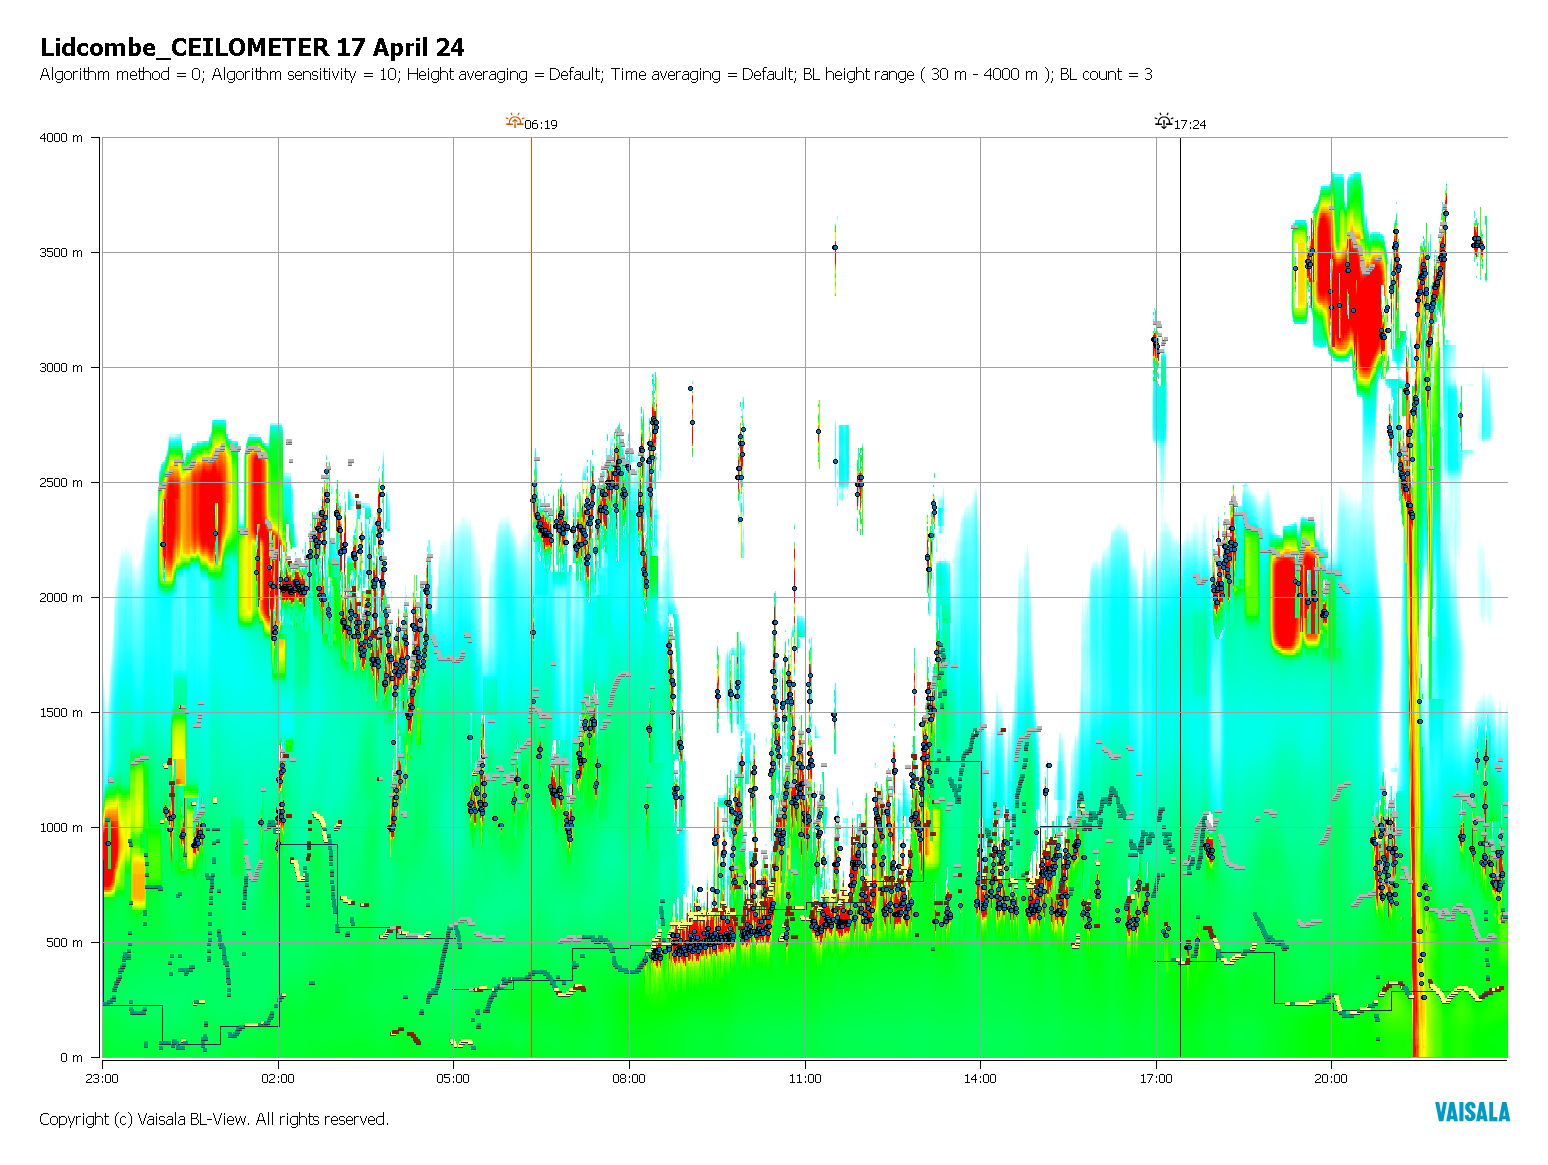 Lidcombe_CEILOMETER 17 April 24
Algorithm method = 0; Algorithm sensitivity = 10; Height averaging = Default; Time averaging = Default; BL height range ( 30 m - 4000 m ); BL count = 3
06:19
17:24
4000 m
3500 m
3000 m
2500 m
2000 m
1500 m
1000 m
500 m
0 m
23:00
02:00
05:00
08:00
11:00
14:00
17:00
20:00
Copyright (c) Vaisala BL-View. All rights reserved.
VAISALA